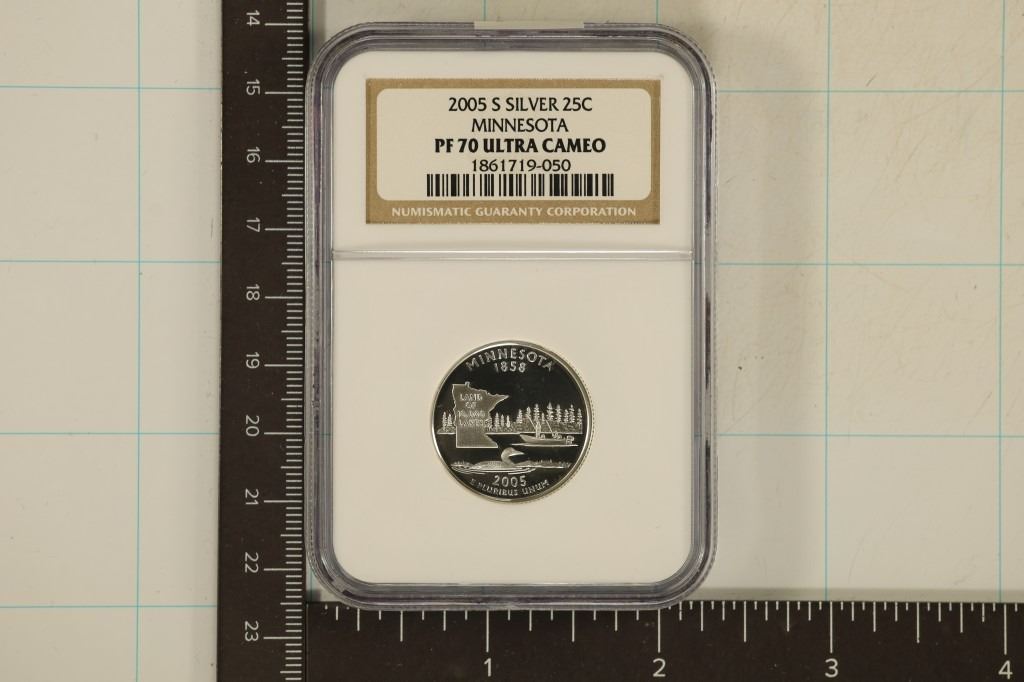 2005 S SILVER 25C
MINNESOTA
PF 70 ULTRA CAMEO
1861719-050
NUMISMATIC GUARANTY CORPORATION
MINNESOTA
1858
LAND
OF
10,000
LAKES
2005
E PLURIBUS UNUM
14
15
16
17
18
19
20
21
22
23
1 2 3 4